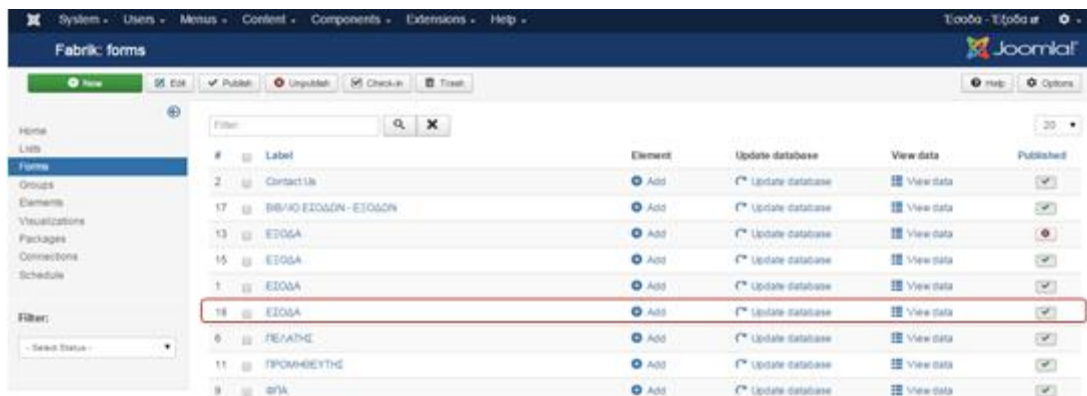 System Users Menus Content Components Extensions Help Έσοδα - Έξοδα
Fabrik: forms Joomla!
New Edit Publish Unpublish Check-in Trash Help Options
Home
Lists
Forms
Groups
Elements
Visualizations
Packages
Connections
Schedule
Filter:
- Select Status -
Filter: 20
# Label Element Update database View data Published
2 Contact Us Add Update database View data
17 ΒΙΒΛΙΟ ΕΣΟΔΩΝ - ΕΞΟΔΩΝ Add Update database View data
13 ΕΞΟΔΑ Add Update database View data
15 ΕΞΟΔΑ Add Update database View data
1 ΕΣΟΔΑ Add Update database View data
16 ΕΣΟΔΑ Add Update database View data
6 ΠΕΛΑΤΗΣ Add Update database View data
11 ΠΡΟΜΗΘΕΥΤΗΣ Add Update database View data
9 ΦΠΑ Add Update database View data